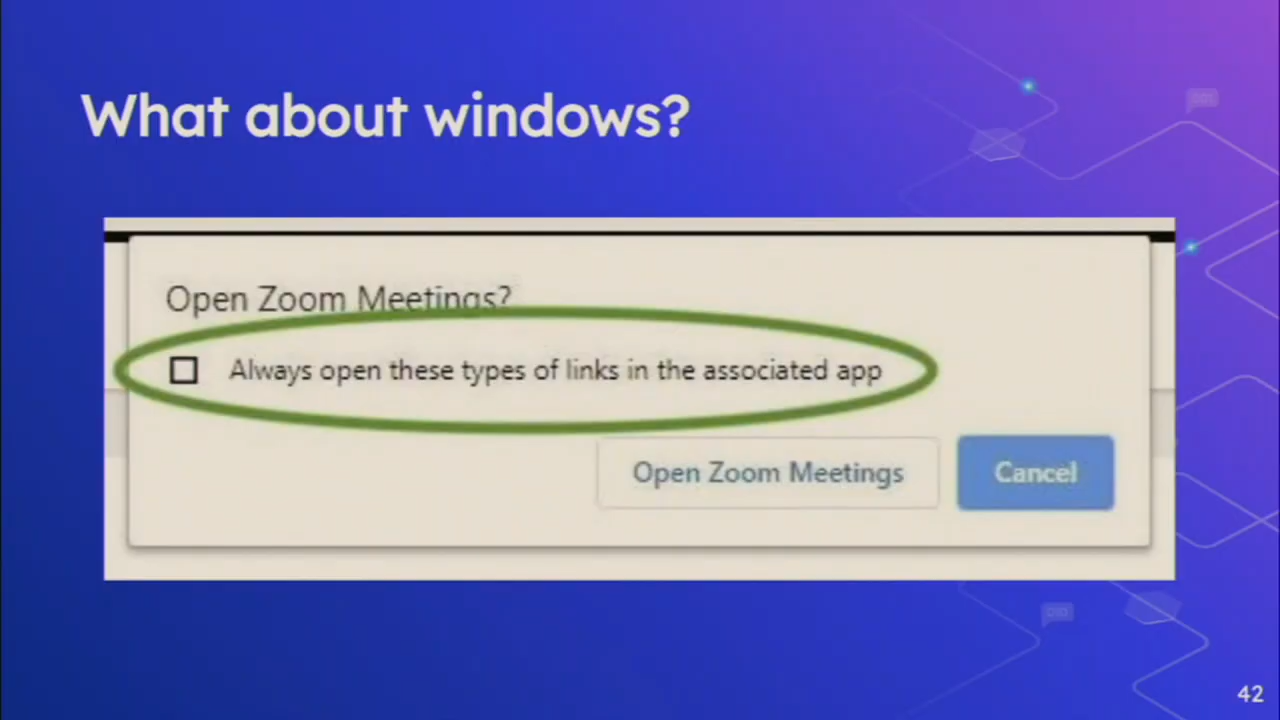 What about windows?
Open Zoom Meetings?
Always open these types of links in the associated app
Open Zoom Meetings
Cancel
42